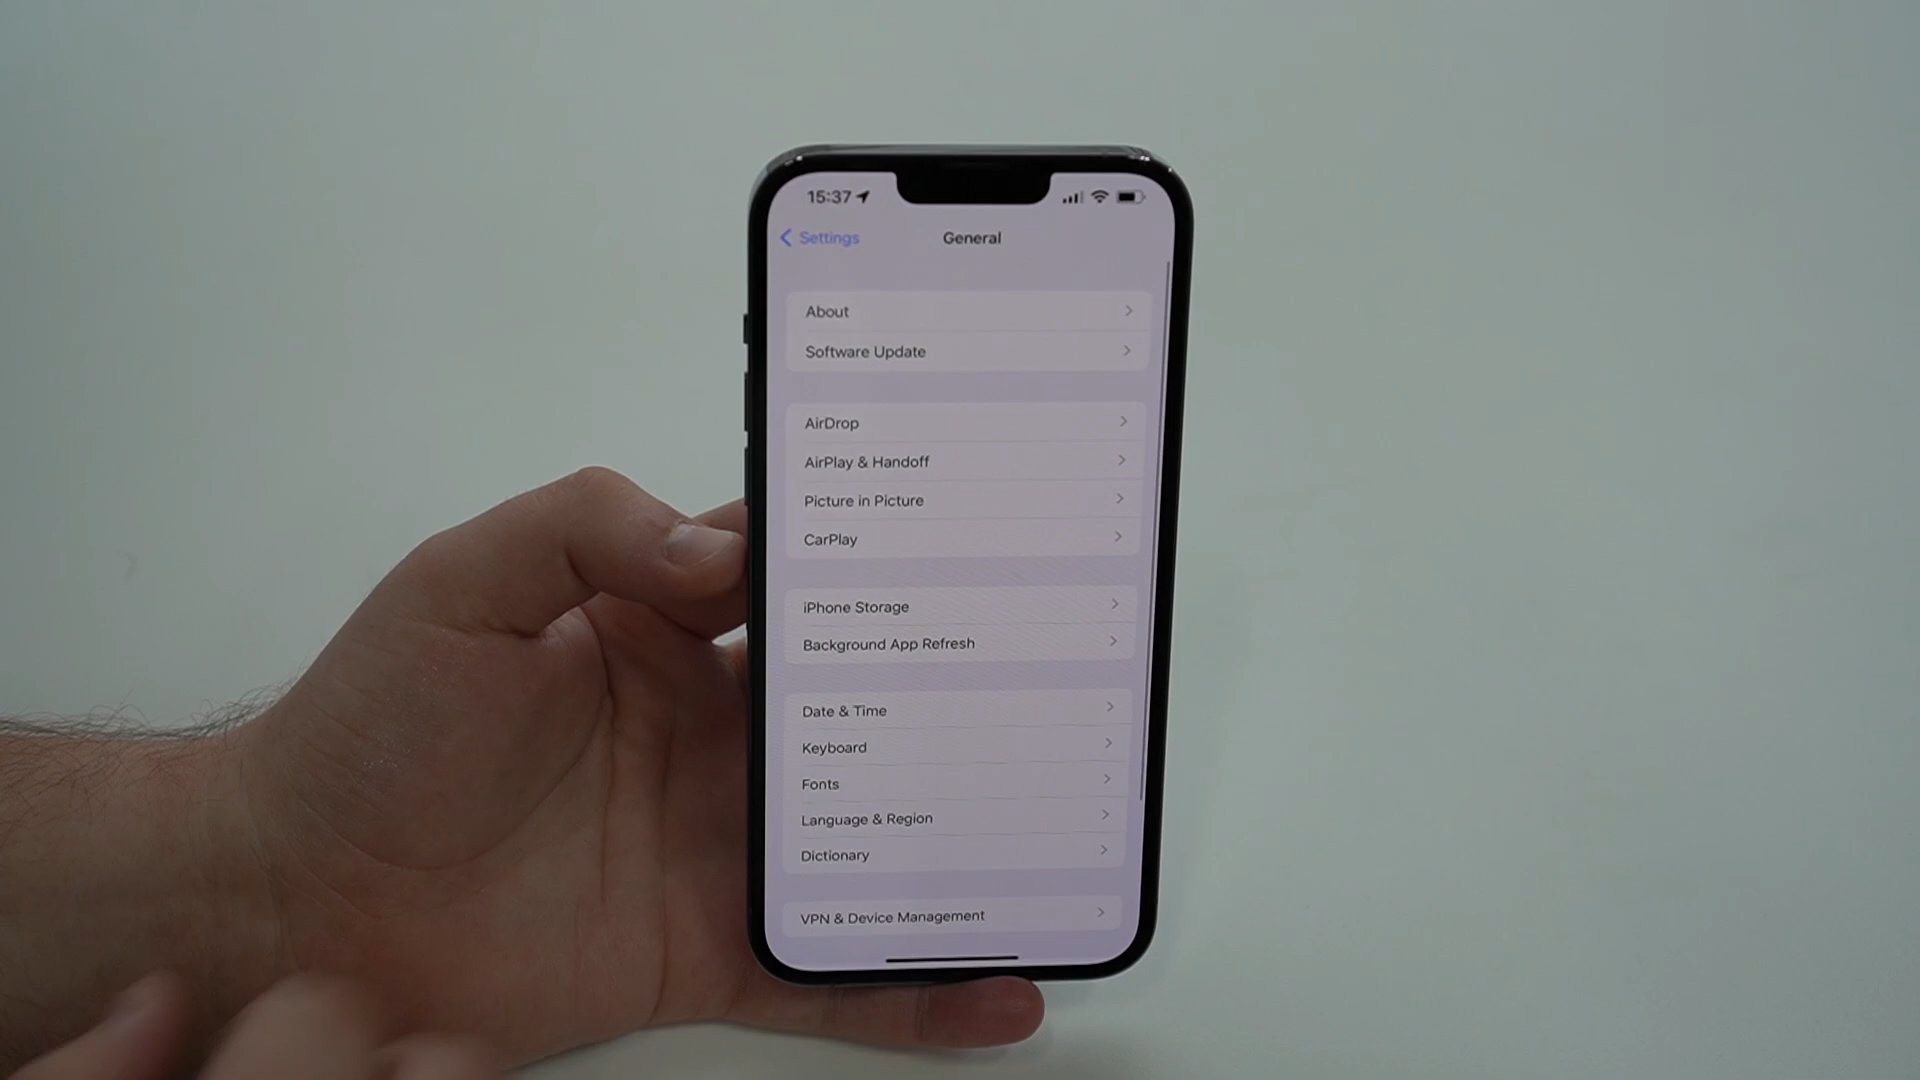 15:37
Settings
General
About
Software Update
AirDrop
AirPlay & Handoff
Picture in Picture
CarPlay
iPhone Storage
Background App Refresh
Date & Time
Keyboard
Fonts
Language & Region
Dictionary
VPN & Device Management